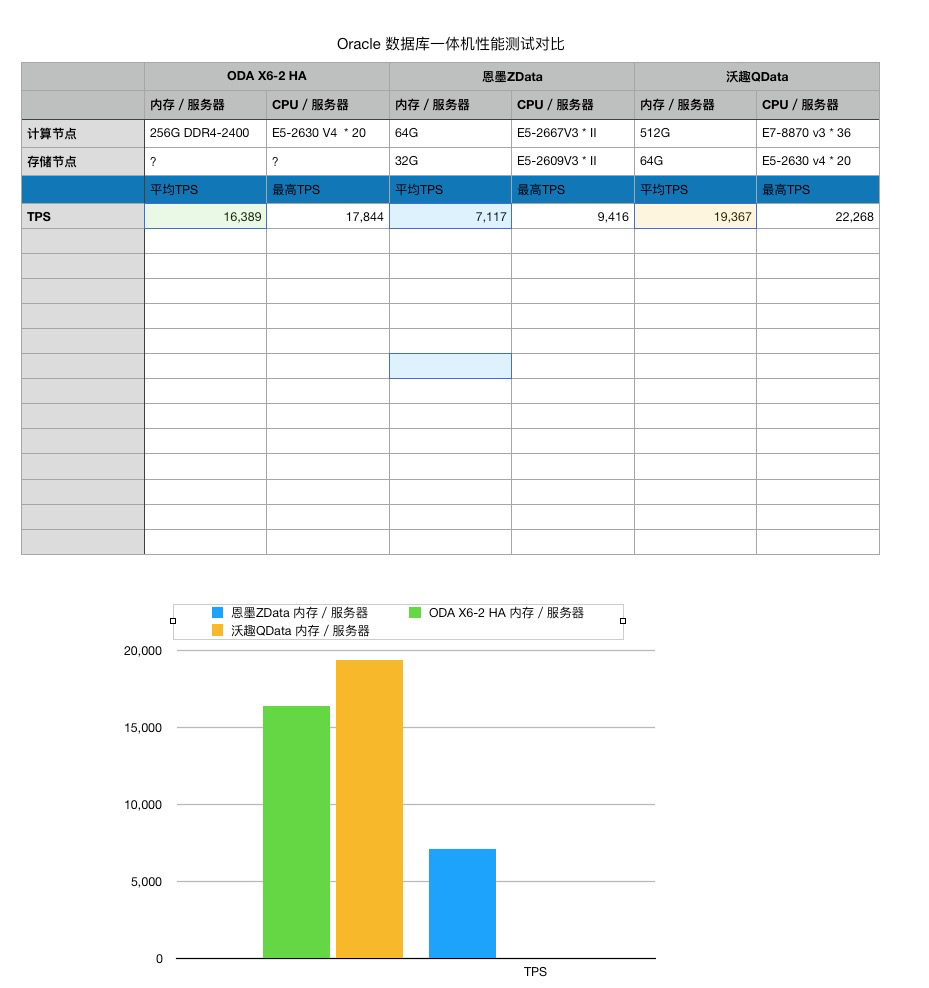 Oracle 数据库一体机性能测试对比
ODA X6-2 HA 恩墨ZData 沃趣QData
内存 / 服务器 CPU / 服务器 内存 / 服务器 CPU / 服务器 内存 / 服务器 CPU / 服务器
计算节点 256G DDR4-2400 E5-2630 V4 * 20 64G E5-2667V3 * II 512G E7-8870 v3 * 36
存储节点 ? ? 32G E5-2609V3 * II 64G E5-2630 v4 * 20
平均TPS 最高TPS 平均TPS 最高TPS 平均TPS 最高TPS
TPS 16,389 17,844 7,117 9,416 19,367 22,268
恩墨ZData 内存 / 服务器 ODA X6-2 HA 内存 / 服务器
沃趣QData 内存 / 服务器
20,000
15,000
10,000
5,000
0
TPS